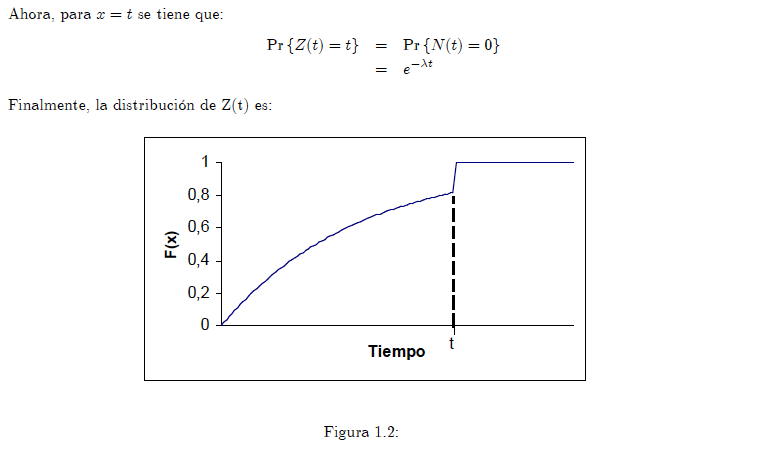 Ahora, para x = t se tiene que:
Pr {Z(t) = t} = Pr {N(t) = 0}
= e^{-λt}
Finalmente, la distribución de Z(t) es:
1
0,8
0,6
0,4
0,2
0
F(x)
t
Tiempo
Figura 1.2: